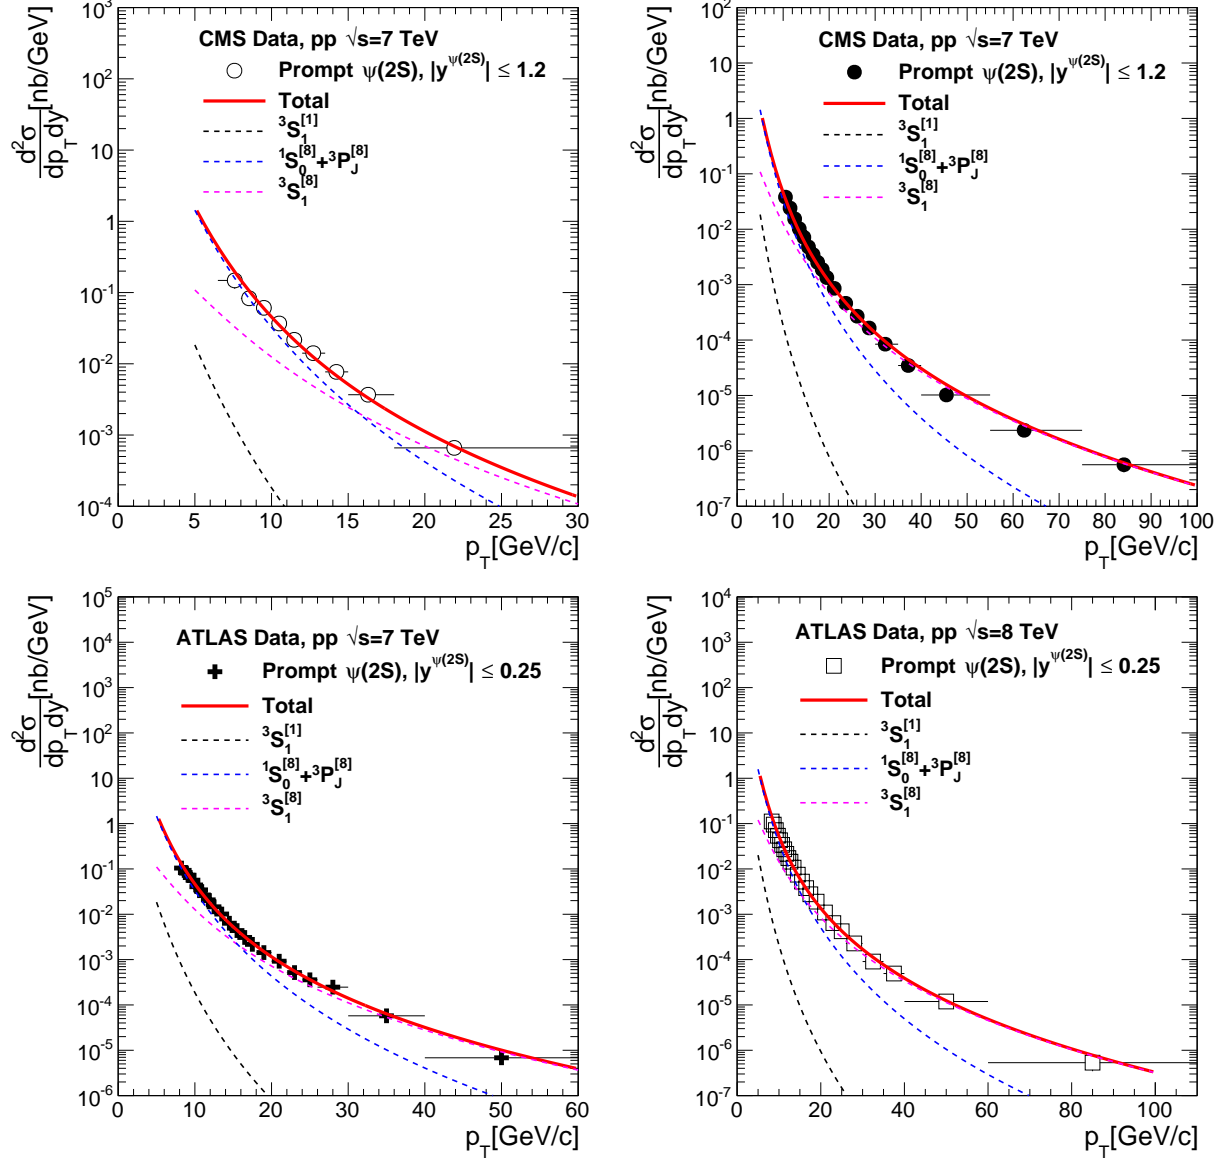 d²σ/dp_T dy [nb/GeV]
CMS Data, pp √s=7 TeV
Prompt ψ(2S), |y^ψ(2S)| ≤ 1.2
Total
³S₁^[1]
¹S₀^[8]+³P_J^[8]
³S₁^[8]
10³
10²
10
1
10⁻¹
10⁻²
10⁻³
10⁻⁴
0 5 10 15 20 25 30
p_T[GeV/c]
d²σ/dp_T dy [nb/GeV]
CMS Data, pp √s=7 TeV
Prompt ψ(2S), |y^ψ(2S)| ≤ 1.2
Total
³S₁^[1]
¹S₀^[8]+³P_J^[8]
³S₁^[8]
10²
10
1
10⁻¹
10⁻²
10⁻³
10⁻⁴
10⁻⁵
10⁻⁶
10⁻⁷
0 10 20 30 40 50 60 70 80 90 100
p_T[GeV/c]
d²σ/dp_T dy [nb/GeV]
ATLAS Data, pp √s=7 TeV
Prompt ψ(2S), |y^ψ(2S)| ≤ 0.25
Total
³S₁^[1]
¹S₀^[8]+³P_J^[8]
³S₁^[8]
10⁵
10⁴
10³
10²
10
1
10⁻¹
10⁻²
10⁻³
10⁻⁴
10⁻⁵
10⁻⁶
0 10 20 30 40 50 60
p_T[GeV/c]
d²σ/dp_T dy [nb/GeV]
ATLAS Data, pp √s=8 TeV
Prompt ψ(2S), |y^ψ(2S)| ≤ 0.25
Total
³S₁^[1]
¹S₀^[8]+³P_J^[8]
³S₁^[8]
10⁴
10³
10²
10
1
10⁻¹
10⁻²
10⁻³
10⁻⁴
10⁻⁵
10⁻⁶
10⁻⁷
0 20 40 60 80 100
p_T[GeV/c]